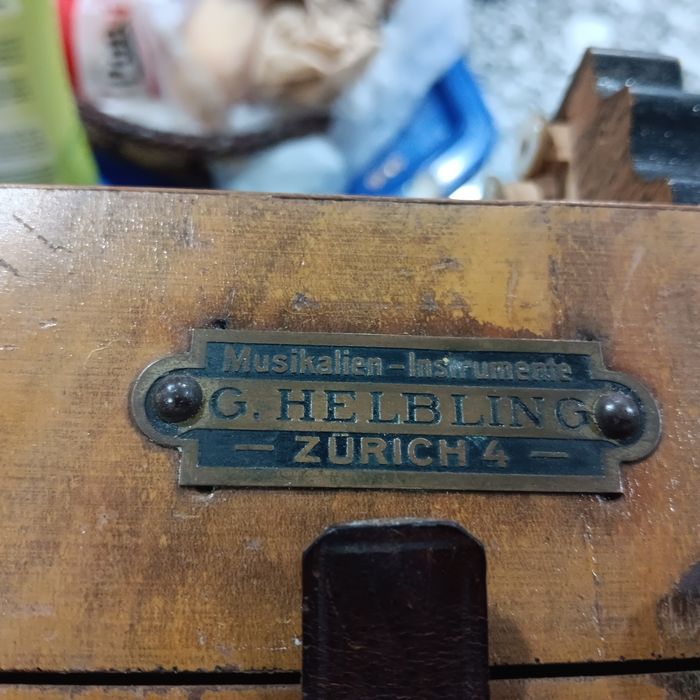 Musikalien - Instrumente
G. HELBLING
— ZÜRICH 4 —